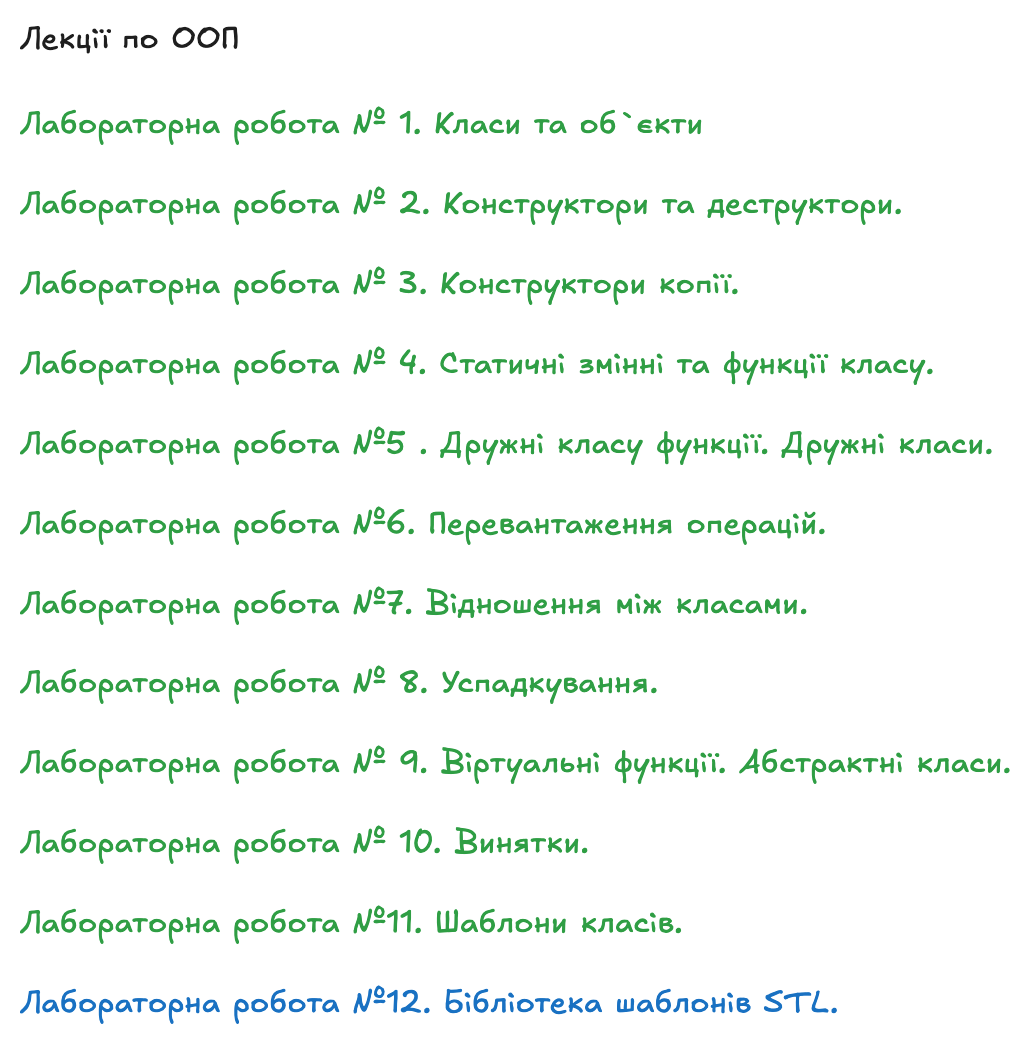 Лекції по ООП
Лабораторна робота № 1. Класи та об`єкти
Лабораторна робота № 2. Конструктори та деструктори.
Лабораторна робота № 3. Конструктори копії.
Лабораторна робота № 4. Статичні змінні та функції класу.
Лабораторна робота №5 . Дружні класу функції. Дружні класи.
Лабораторна робота №6. Перевантаження операцій.
Лабораторна робота №7. Відношення між класами.
Лабораторна робота № 8. Успадкування.
Лабораторна робота № 9. Віртуальні функції. Абстрактні класи.
Лабораторна робота № 10. Винятки.
Лабораторна робота №11. Шаблони класів.
Лабораторна робота №12. Бібліотека шаблонів STL.